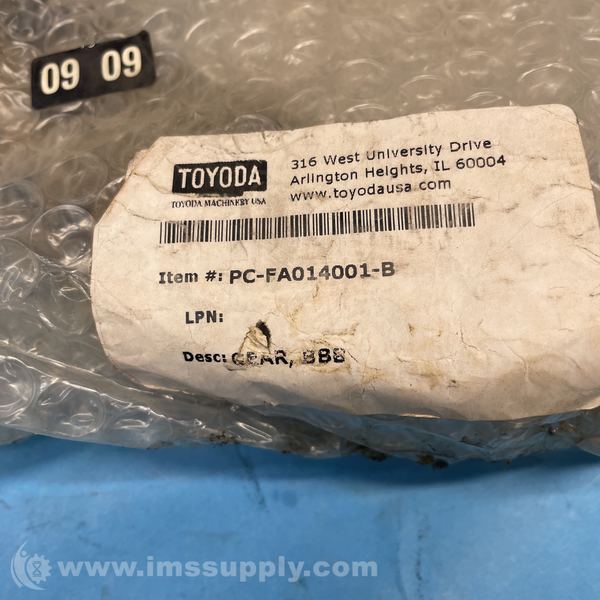 09 09
TOYODA
TOYODA MACHINERY USA
316 West University Drive
Arlington Heights, IL 60004
www.toyodausa.com
Item #: PC-FA014001-B
LPN:
Desc: GEAR, BBB
www.imssupply.com